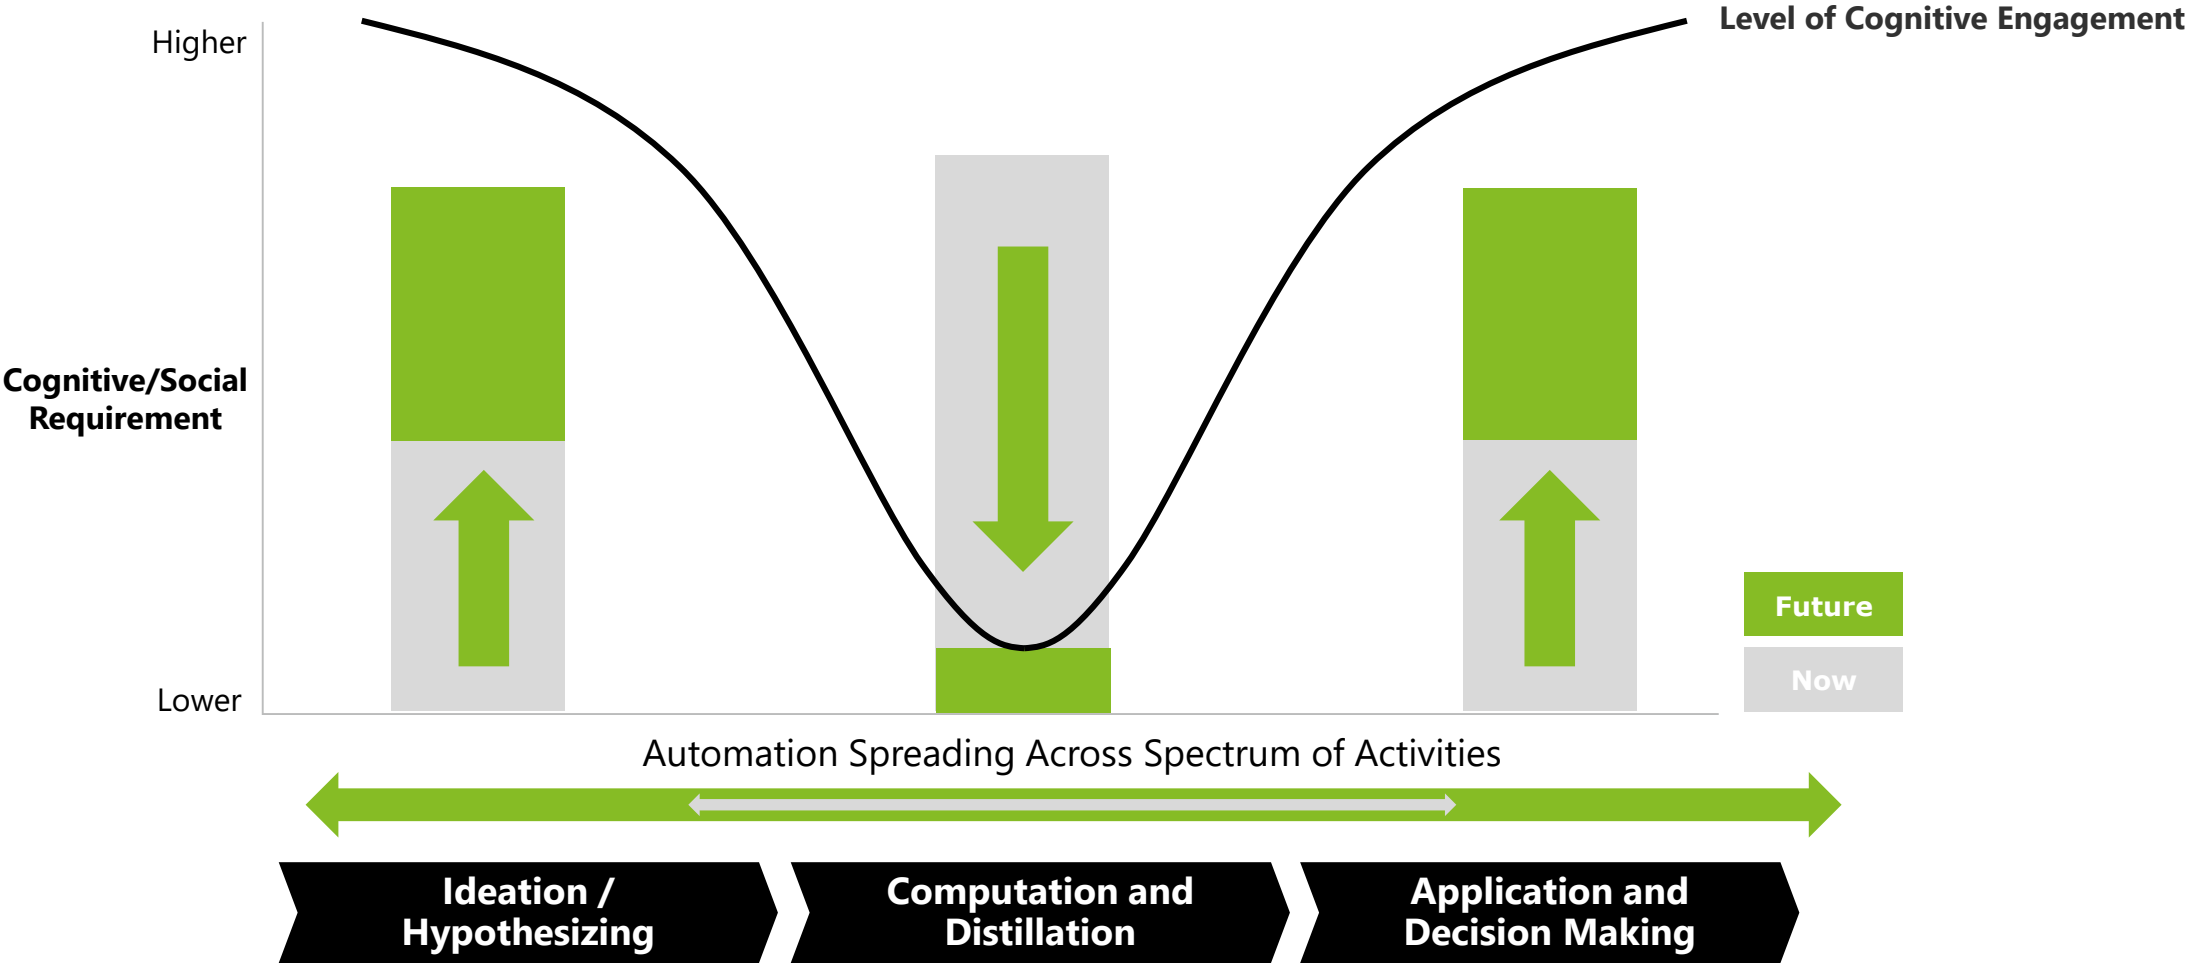 Level of Cognitive Engagement
Higher
Cognitive/Social
Requirement
Future
Now
Lower
Automation Spreading Across Spectrum of Activities
Ideation /
Hypothesizing
Computation and
Distillation
Application and
Decision Making